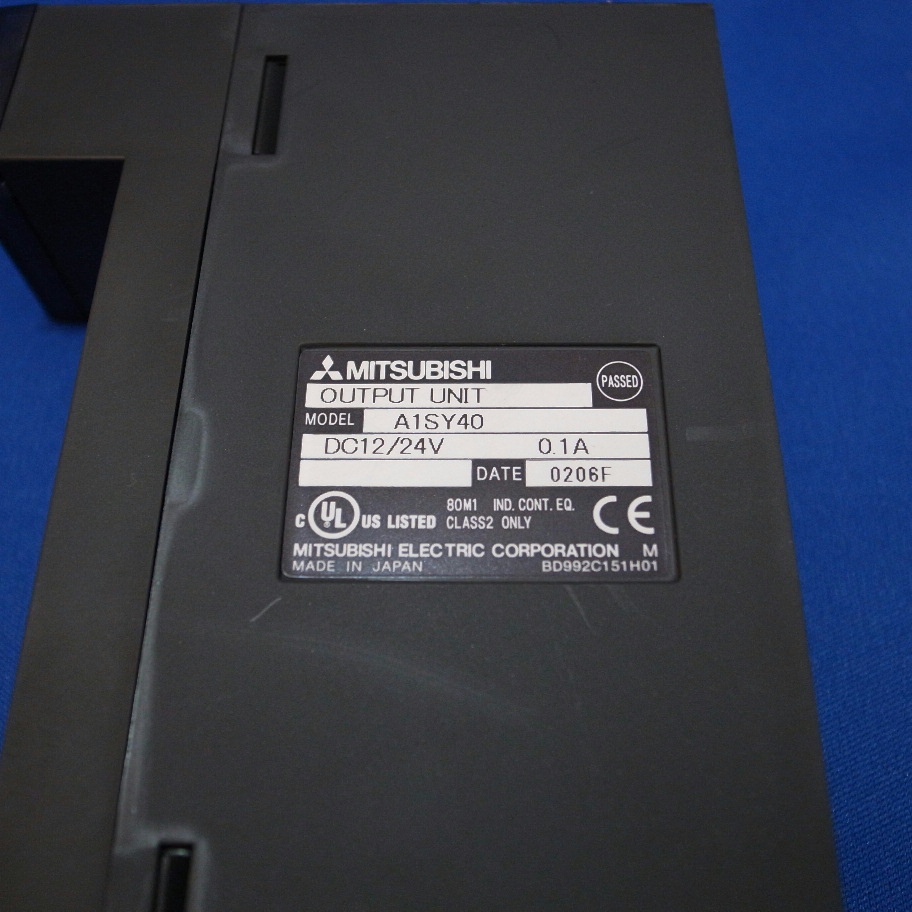 MITSUBISHI
PASSED
OUTPUT UNIT
MODEL A1SY40
DC12/24V 0.1A
DATE 0206F
C UL US LISTED 80M1 IND. CONT. EQ. CLASS2 ONLY CE
MITSUBISHI ELECTRIC CORPORATION M
MADE IN JAPAN BD992C151H01